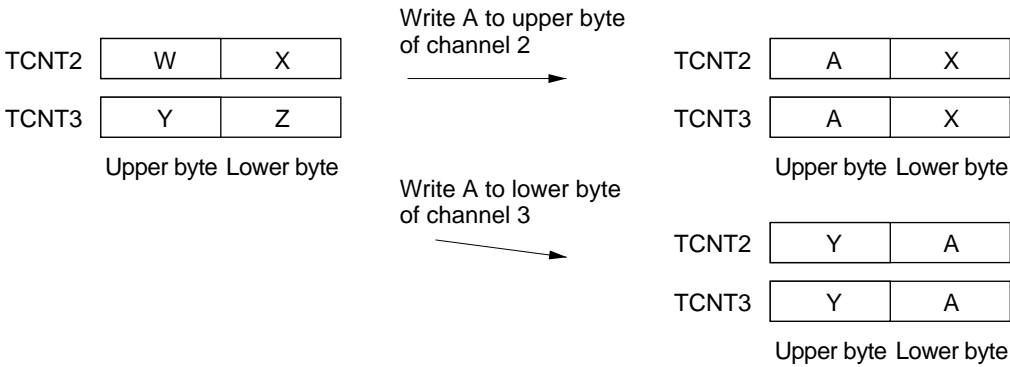 Write A to upper byte
of channel 2
TCNT2 W X
TCNT3 Y Z
Upper byte Lower byte
TCNT2 A X
TCNT3 A X
Upper byte Lower byte
Write A to lower byte
of channel 3
TCNT2 Y A
TCNT3 Y A
Upper byte Lower byte